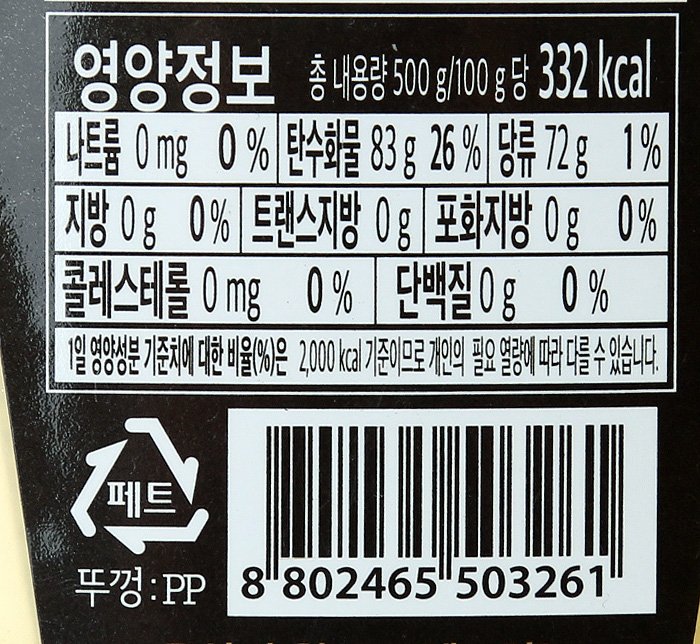 영양정보 총 내용량 500 g/100 g 당 332 kcal
나트륨 0 mg 0 % 탄수화물 83 g 26 % 당류 72 g 1 %
지방 0 g 0 % 트랜스지방 0 g 포화지방 0 g 0 %
콜레스테롤 0 mg 0 % 단백질 0 g 0 %
1일 영양성분 기준치에 대한 비율(%)은 2,000 kcal 기준이므로 개인의 필요 열량에 따라 다를 수 있습니다.
페트
뚜껑 : PP
8 802465 503261